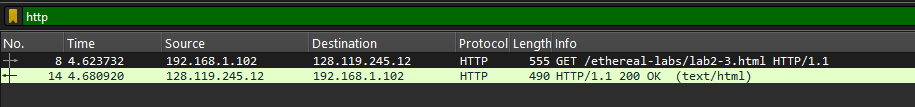 http
No. Time Source Destination Protocol Length Info
8 4.623732 192.168.1.102 128.119.245.12 HTTP 555 GET /ethereal-labs/lab2-3.html HTTP/1.1
14 4.680920 128.119.245.12 192.168.1.102 HTTP 490 HTTP/1.1 200 OK (text/html)